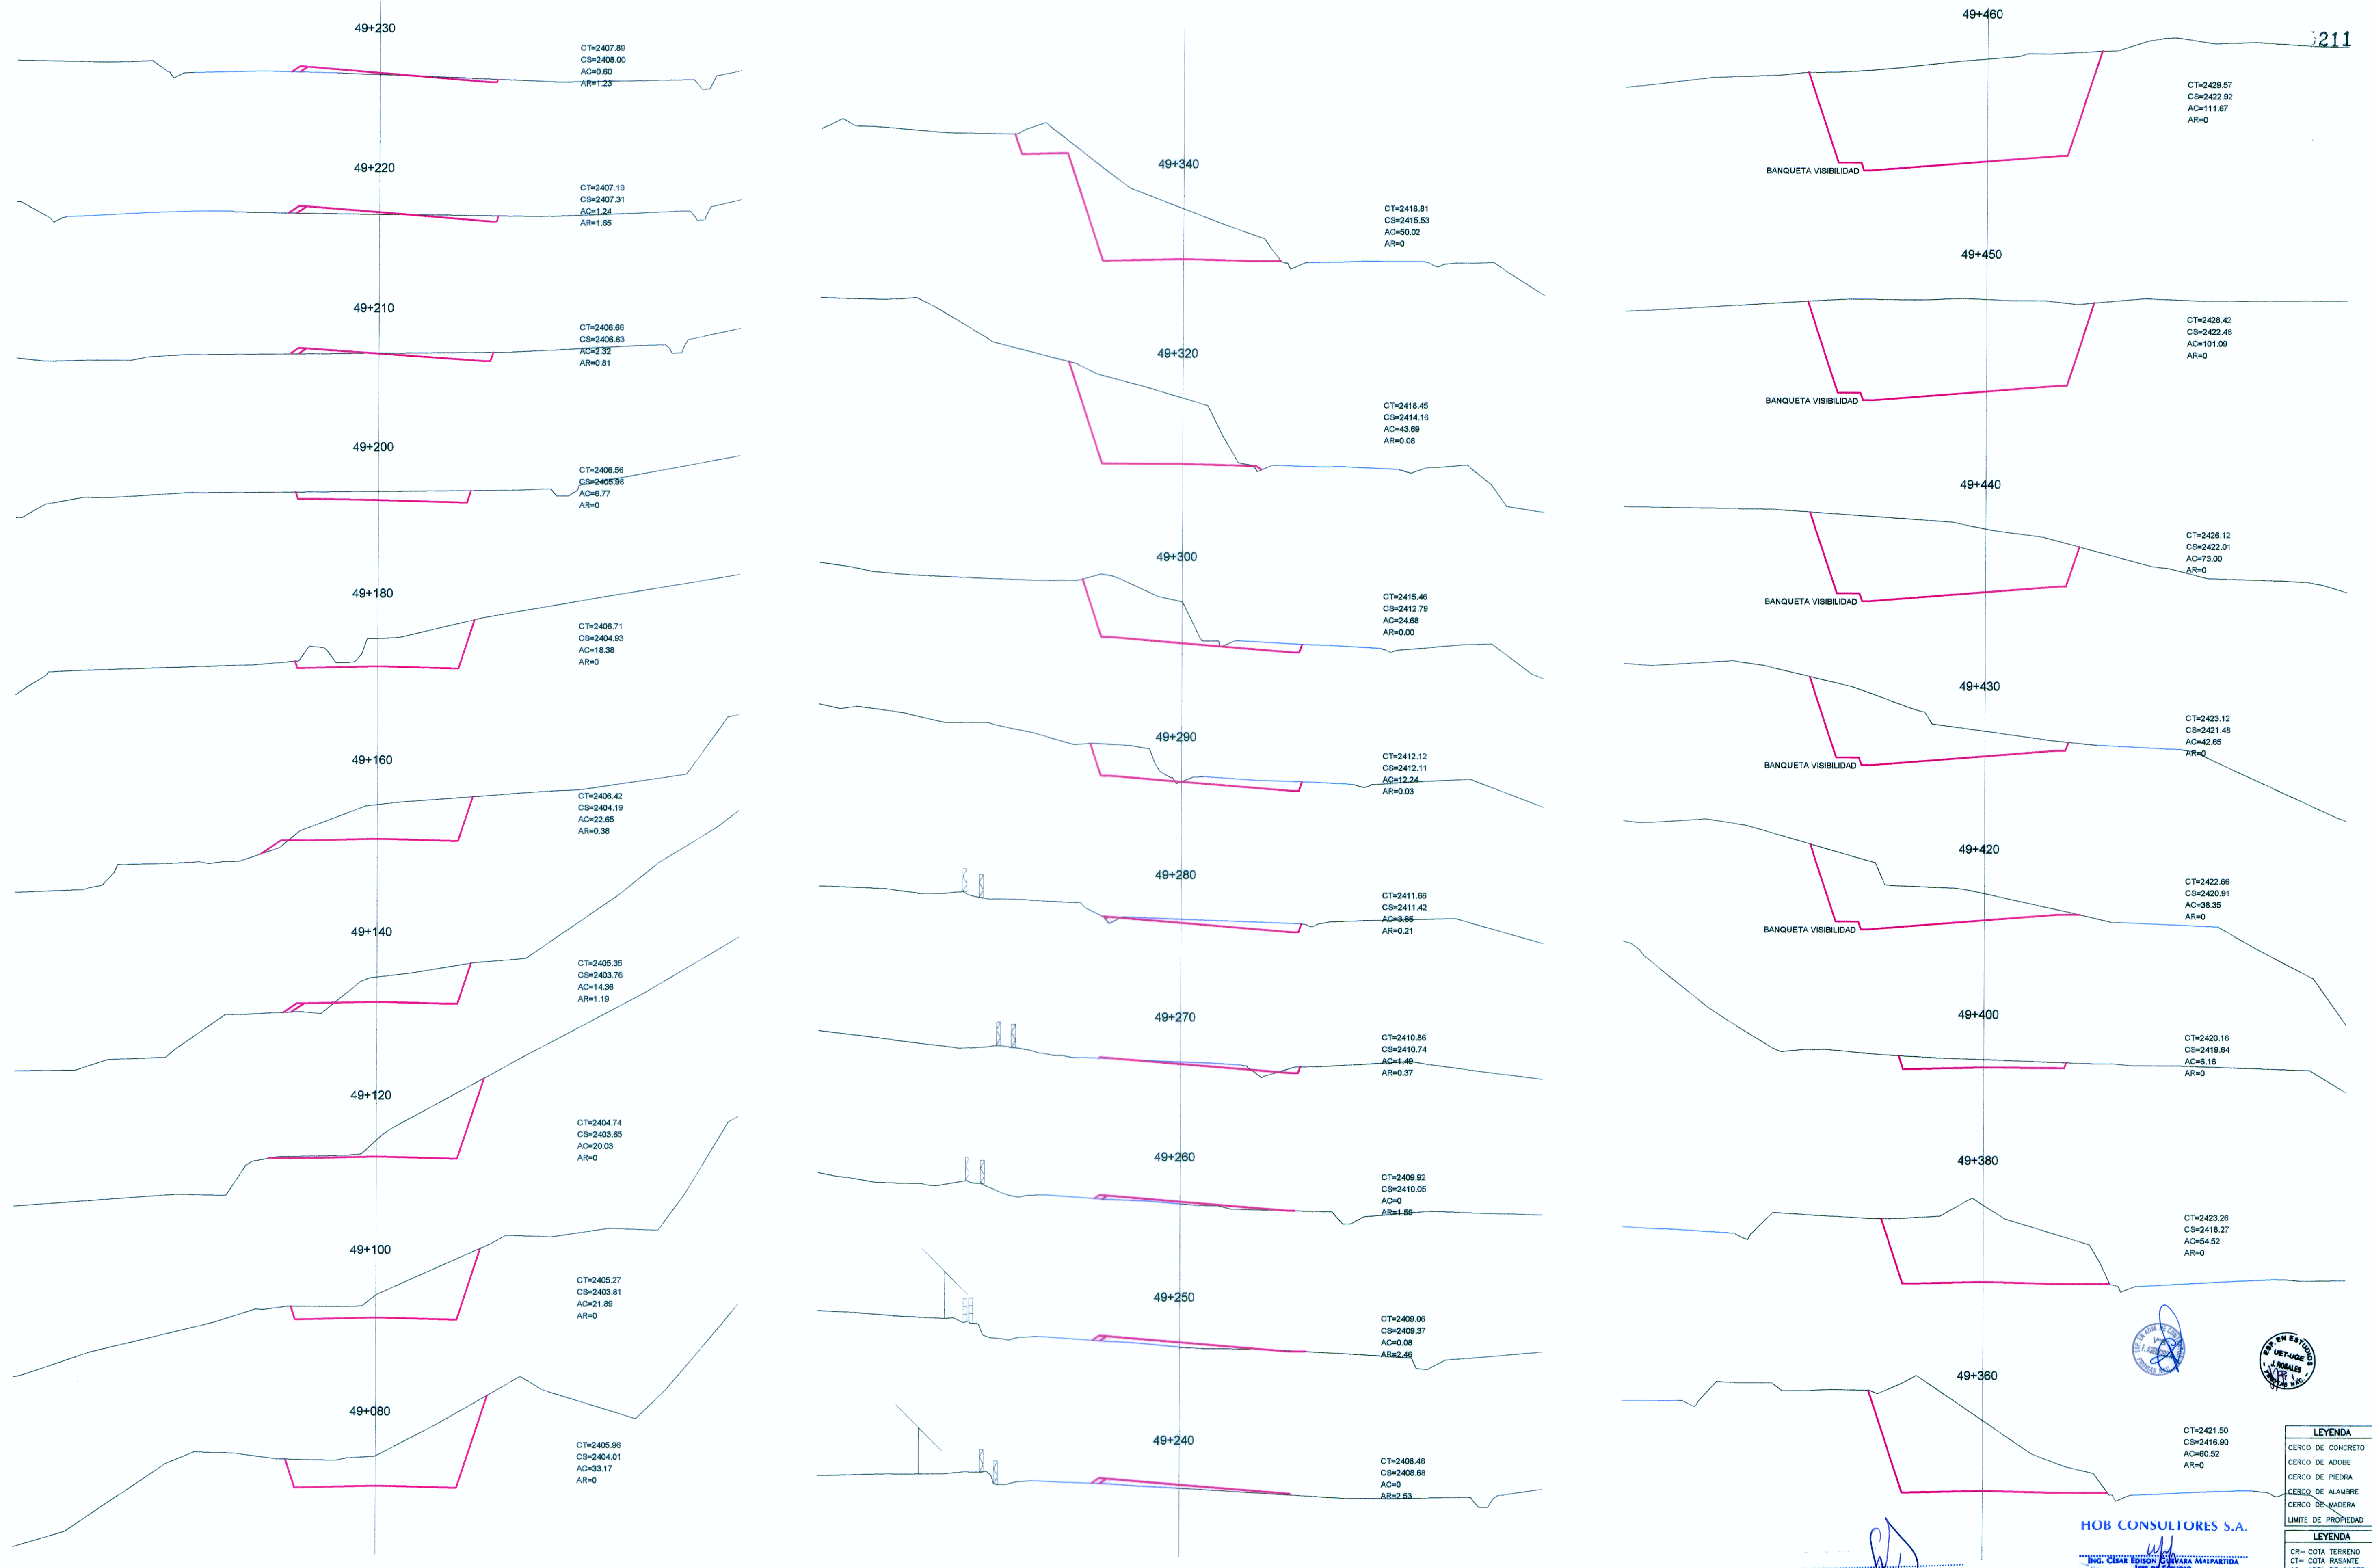 49+230
CT=2407.89
CS=2408.00
AC=0.60
AR=1.23
49+220
CT=2407.19
CS=2407.31
AC=1.24
AR=1.65
49+210
CT=2406.66
CS=2406.63
AC=2.32
AR=0.81
49+200
CT=2406.56
CS=2405.98
AC=6.77
AR=0
49+180
CT=2406.71
CS=2404.93
AC=18.38
AR=0
49+160
CT=2406.42
CS=2404.19
AC=22.65
AR=0.38
49+140
CT=2405.35
CS=2403.76
AC=14.36
AR=1.19
49+120
CT=2404.74
CS=2403.65
AC=20.03
AR=0
49+100
CT=2405.27
CS=2403.81
AC=21.89
AR=0
49+080
CT=2405.96
CS=2404.01
AC=33.17
AR=0
49+340
CT=2418.81
CS=2415.53
AC=50.02
AR=0
49+320
CT=2418.45
CS=2414.16
AC=43.69
AR=0.08
49+300
CT=2415.46
CS=2412.79
AC=24.68
AR=0.00
49+290
CT=2412.12
CS=2412.11
AC=12.24
AR=0.03
49+280
CT=2411.66
CS=2411.42
AC=3.85
AR=0.21
49+270
CT=2410.86
CS=2410.74
AC=1.49
AR=0.37
49+260
CT=2409.92
CS=2410.05
AC=0
AR=1.59
49+250
CT=2409.06
CS=2409.37
AC=0.08
AR=2.46
49+240
CT=2408.46
CS=2408.68
AC=0
AR=2.53
211
49+460
CT=2429.57
CS=2422.92
AC=111.67
AR=0
BANQUETA VISIBILIDAD
49+450
CT=2428.42
CS=2422.48
AC=101.09
AR=0
BANQUETA VISIBILIDAD
49+440
CT=2426.12
CS=2422.01
AC=73.00
AR=0
BANQUETA VISIBILIDAD
49+430
CT=2423.12
CS=2421.48
AC=42.65
AR=0
BANQUETA VISIBILIDAD
49+420
CT=2422.66
CS=2420.91
AC=38.35
AR=0
BANQUETA VISIBILIDAD
49+400
CT=2420.16
CS=2419.64
AC=6.16
AR=0
49+380
CT=2423.26
CS=2418.27
AC=54.52
AR=0
49+360
CT=2421.50
CS=2416.90
AC=60.52
AR=0
ESP. EN ESTUDIOS
UET-UGE
J. ROSALES
HOB CONSULTORES S.A.
ING. CÉSAR EDISON GUEVARA MALPARTIDA
LEYENDA
CERCO DE CONCRETO
CERCO DE ADOBE
CERCO DE PIEDRA
CERCO DE ALAMBRE
CERCO DE MADERA
LIMITE DE PROPIEDAD
LEYENDA
CR= COTA TERRENO
CT= COTA RASANTE